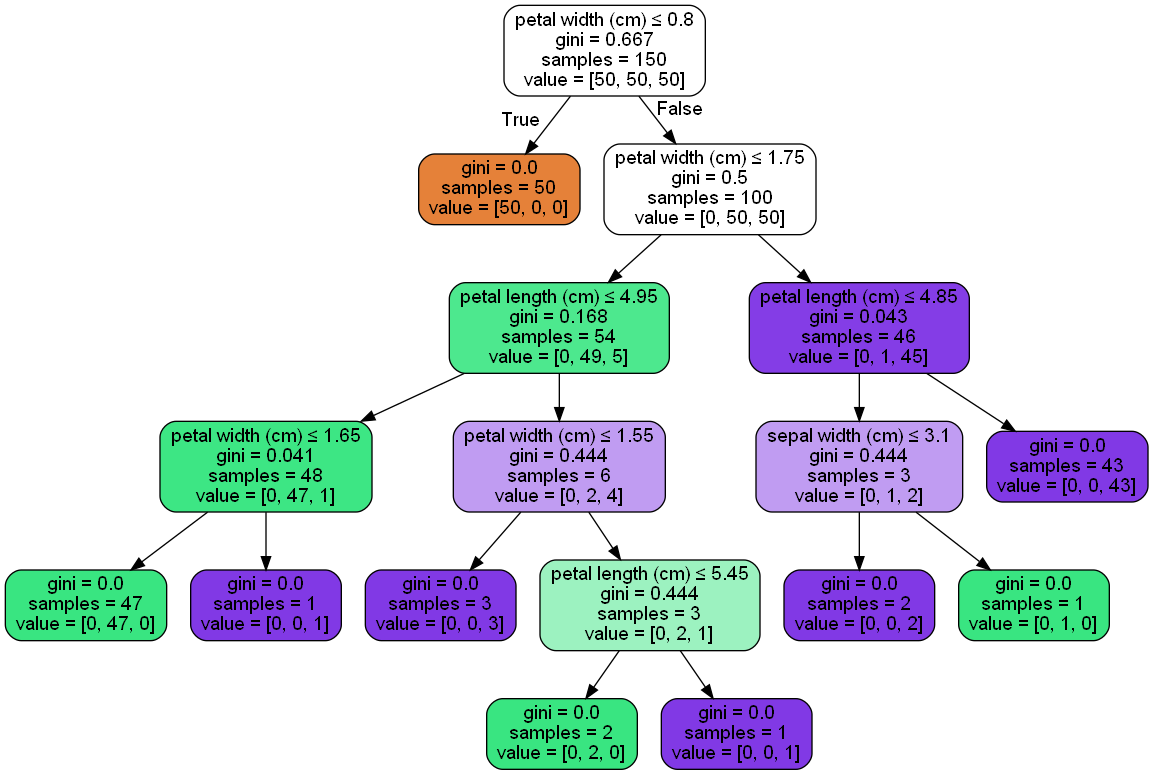 petal width (cm) ≤ 0.8
gini = 0.667
samples = 150
value = [50, 50, 50]
True
False
gini = 0.0
samples = 50
value = [50, 0, 0]
petal width (cm) ≤ 1.75
gini = 0.5
samples = 100
value = [0, 50, 50]
petal length (cm) ≤ 4.95
gini = 0.168
samples = 54
value = [0, 49, 5]
petal length (cm) ≤ 4.85
gini = 0.043
samples = 46
value = [0, 1, 45]
petal width (cm) ≤ 1.65
gini = 0.041
samples = 48
value = [0, 47, 1]
petal width (cm) ≤ 1.55
gini = 0.444
samples = 6
value = [0, 2, 4]
sepal width (cm) ≤ 3.1
gini = 0.444
samples = 3
value = [0, 1, 2]
gini = 0.0
samples = 43
value = [0, 0, 43]
gini = 0.0
samples = 47
value = [0, 47, 0]
gini = 0.0
samples = 1
value = [0, 0, 1]
gini = 0.0
samples = 3
value = [0, 0, 3]
petal length (cm) ≤ 5.45
gini = 0.444
samples = 3
value = [0, 2, 1]
gini = 0.0
samples = 2
value = [0, 0, 2]
gini = 0.0
samples = 1
value = [0, 1, 0]
gini = 0.0
samples = 2
value = [0, 2, 0]
gini = 0.0
samples = 1
value = [0, 0, 1]